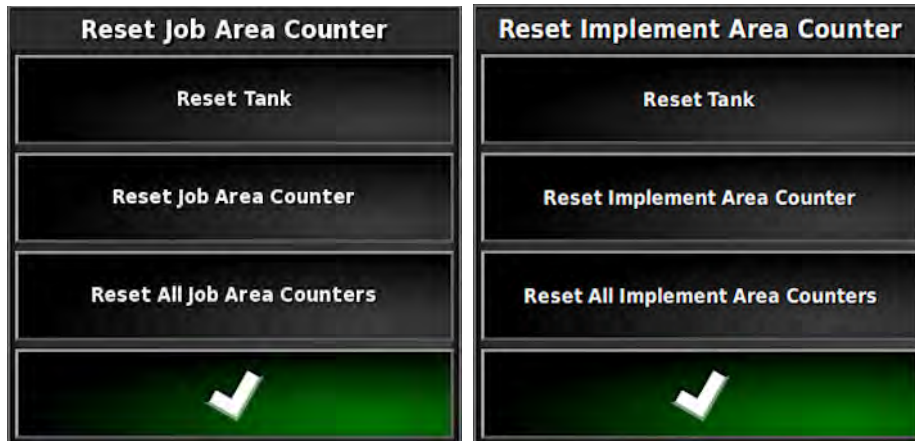 Reset Job Area Counter
Reset Tank
Reset Job Area Counter
Reset All Job Area Counters
Reset Implement Area Counter
Reset Tank
Reset Implement Area Counter
Reset All Implement Area Counters